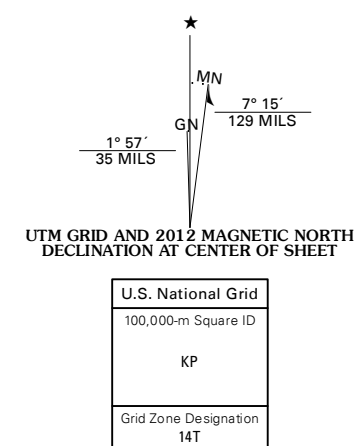 MN
GN
7° 15´
129 MILS
1° 57´
35 MILS
UTM GRID AND 2012 MAGNETIC NORTH
DECLINATION AT CENTER OF SHEET
U.S. National Grid
100,000-m Square ID
KP
Grid Zone Designation
14T